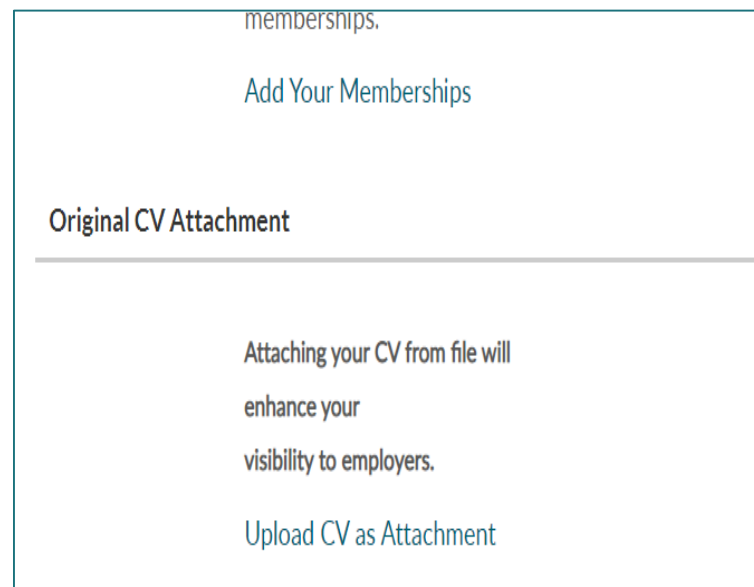 memberships.
Add Your Memberships
Original CV Attachment
Attaching your CV from file will
enhance your
visibility to employers.
Upload CV as Attachment